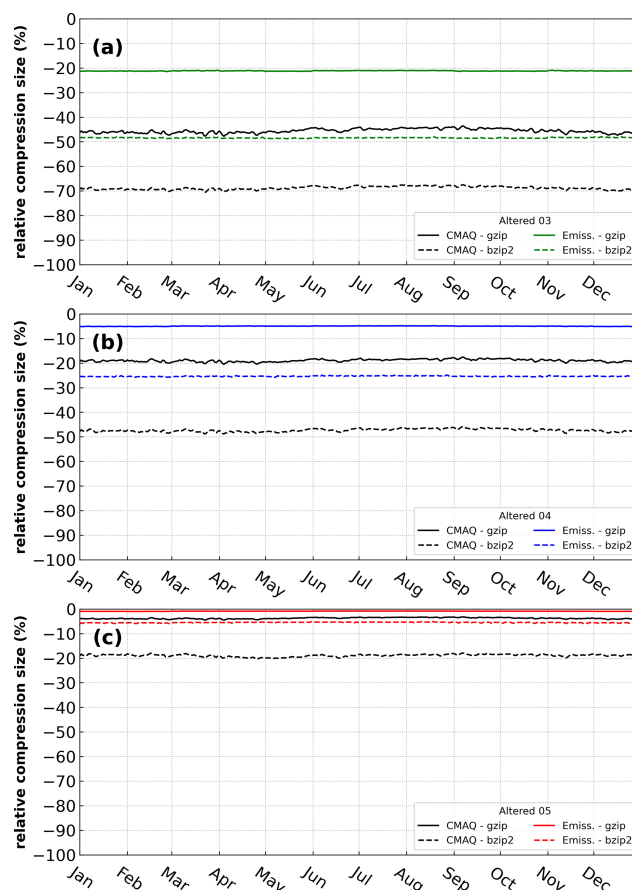 relative compression size (%)
0
−10
−20
−30
−40
−50
−60
−70
−80
−90
−100
(a)
Altered 03
CMAQ - gzip
Emiss. - gzip
CMAQ - bzip2
Emiss. - bzip2
Jan Feb Mar Apr May Jun Jul Aug Sep Oct Nov Dec
relative compression size (%)
0
−10
−20
−30
−40
−50
−60
−70
−80
−90
−100
(b)
Altered 04
CMAQ - gzip
Emiss. - gzip
CMAQ - bzip2
Emiss. - bzip2
Jan Feb Mar Apr May Jun Jul Aug Sep Oct Nov Dec
relative compression size (%)
0
−10
−20
−30
−40
−50
−60
−70
−80
−90
−100
(c)
Altered 05
CMAQ - gzip
Emiss. - gzip
CMAQ - bzip2
Emiss. - bzip2
Jan Feb Mar Apr May Jun Jul Aug Sep Oct Nov Dec